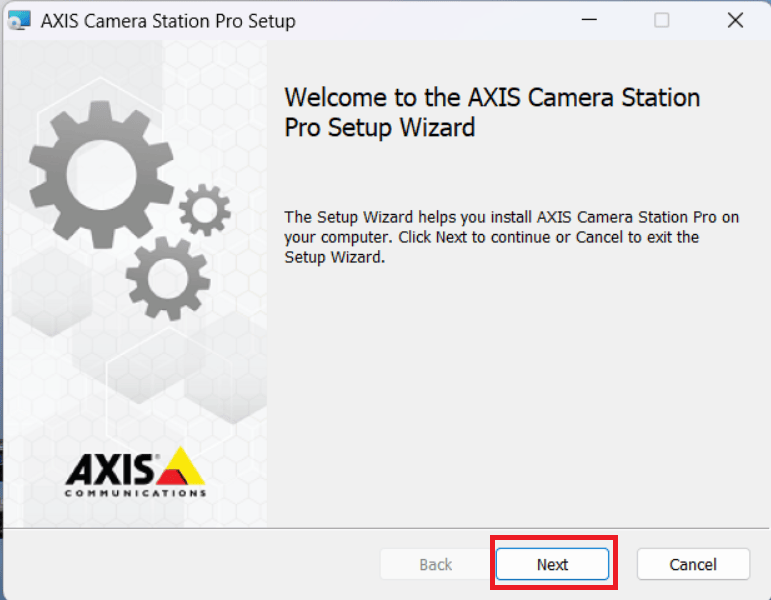 AXIS Camera Station Pro Setup
Welcome to the AXIS Camera Station
Pro Setup Wizard
The Setup Wizard helps you install AXIS Camera Station Pro on
your computer. Click Next to continue or Cancel to exit the
Setup Wizard.
AXIS®
COMMUNICATIONS
Back
Next
Cancel